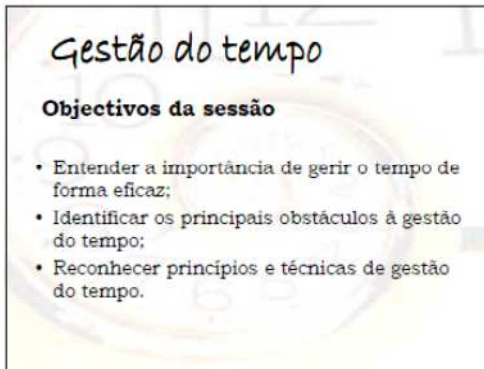 Gestão do tempo
Objectivos da sessão
• Entender a importância de gerir o tempo de
forma eficaz;
• Identificar os principais obstáculos à gestão
do tempo;
• Reconhecer princípios e técnicas de gestão
do tempo.